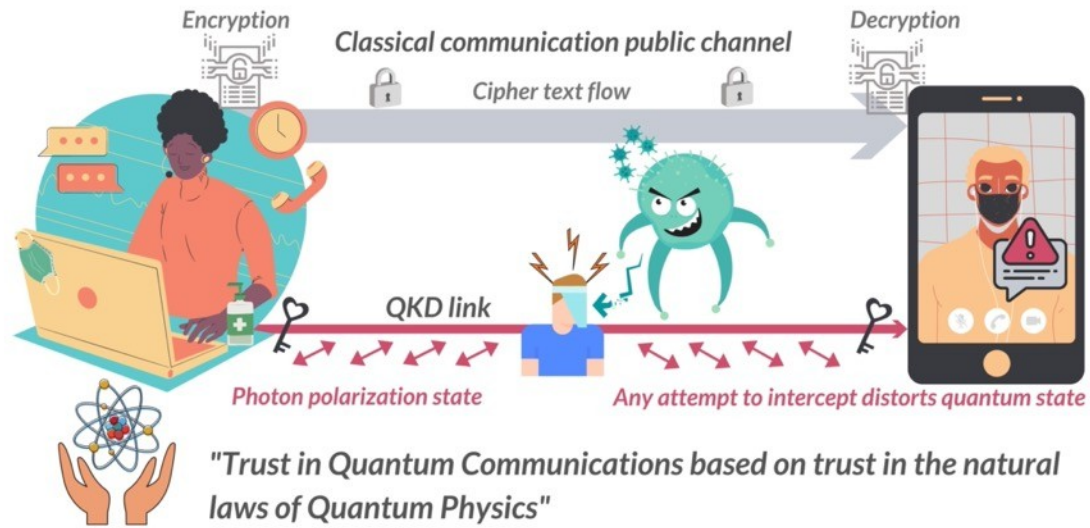 Encryption
Decryption
Classical communication public channel
Cipher text flow
QKD link
Photon polarization state
Any attempt to intercept distorts quantum state
"Trust in Quantum Communications based on trust in the natural
laws of Quantum Physics"